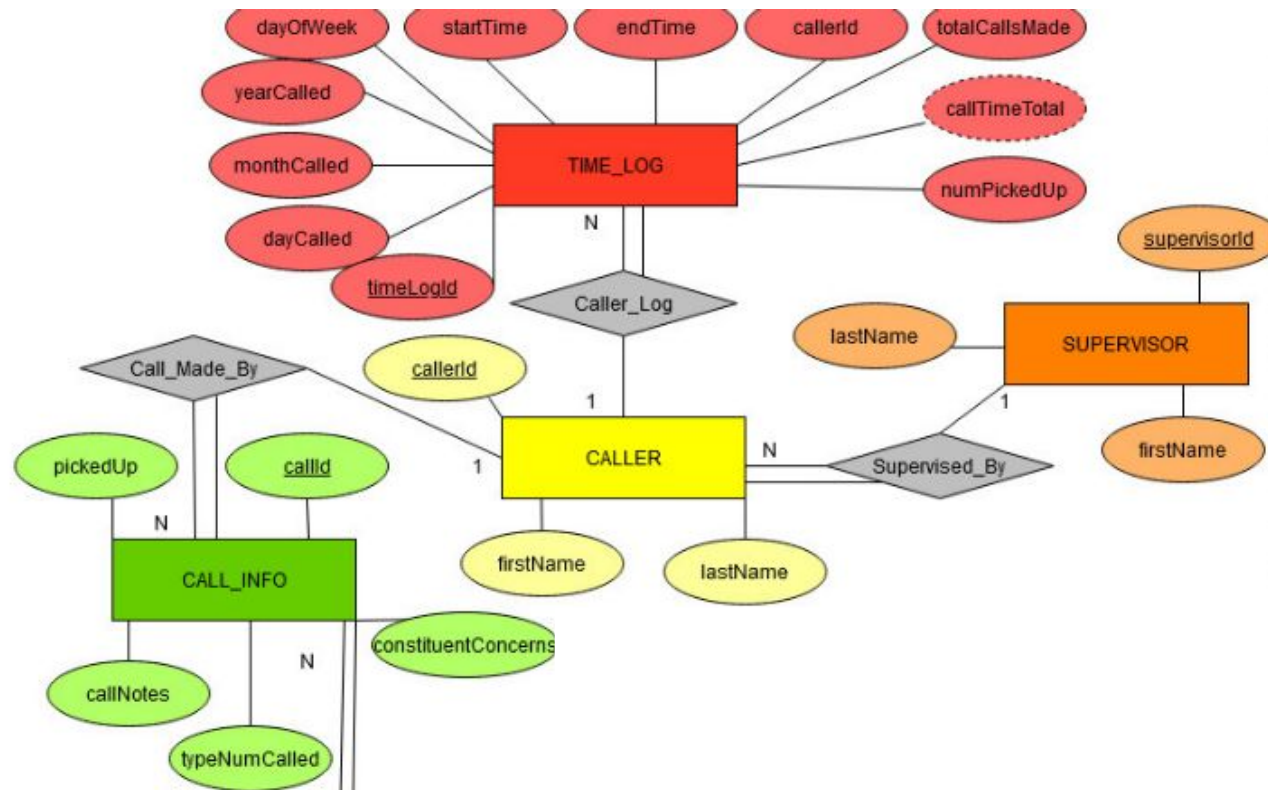 dayOfWeek
startTime
endTime
callerId
totalCallsMade
yearCalled
callTimeTotal
monthCalled
TIME_LOG
numPickedUp
dayCalled
N
timeLogId
supervisorId
Caller_Log
lastName
SUPERVISOR
Call_Made_By
callerId
1
1
pickedUp
callId
1
CALLER
N
Supervised_By
firstName
N
firstName
lastName
CALL_INFO
constituentConcerns
N
callNotes
typeNumCalled